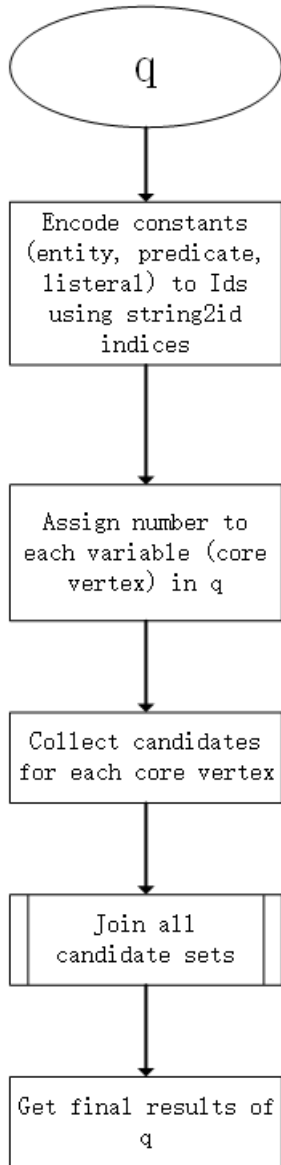 q
Encode constants
(entity, predicate,
listeral) to Ids
using string2id
indices
Assign number to
each variable (core
vertex) in q
Collect candidates
for each core vertex
Join all
candidate sets
Get final results of
q